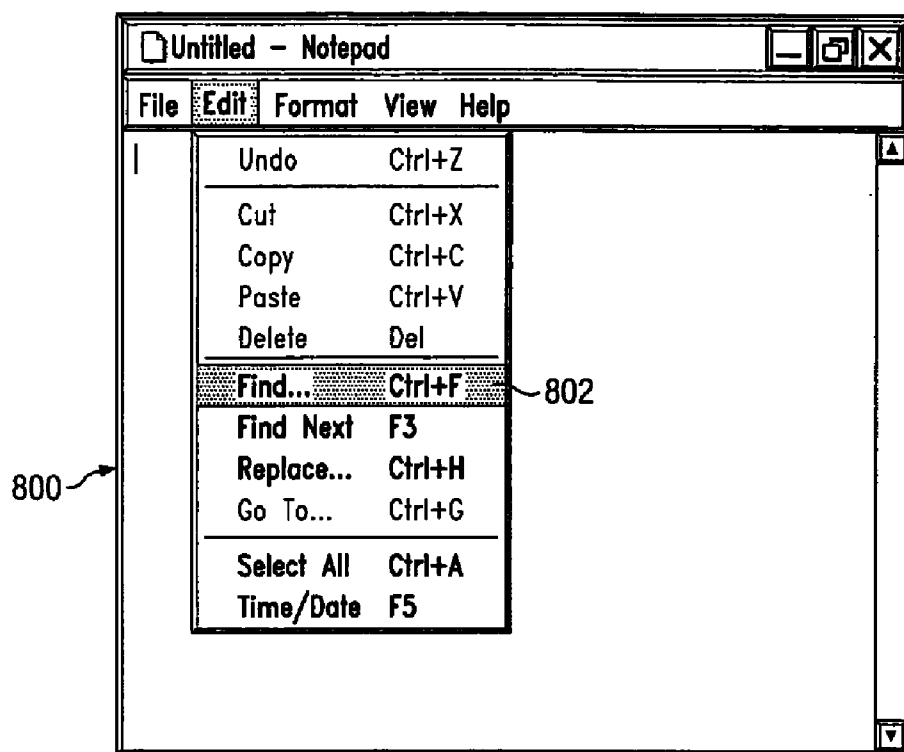 Untitled – Notepad
File Edit Format View Help
Undo Ctrl+Z
Cut Ctrl+X
Copy Ctrl+C
Paste Ctrl+V
Delete Del
Find... Ctrl+F
802
Find Next F3
Replace... Ctrl+H
800
Go To... Ctrl+G
Select All Ctrl+A
Time/Date F5